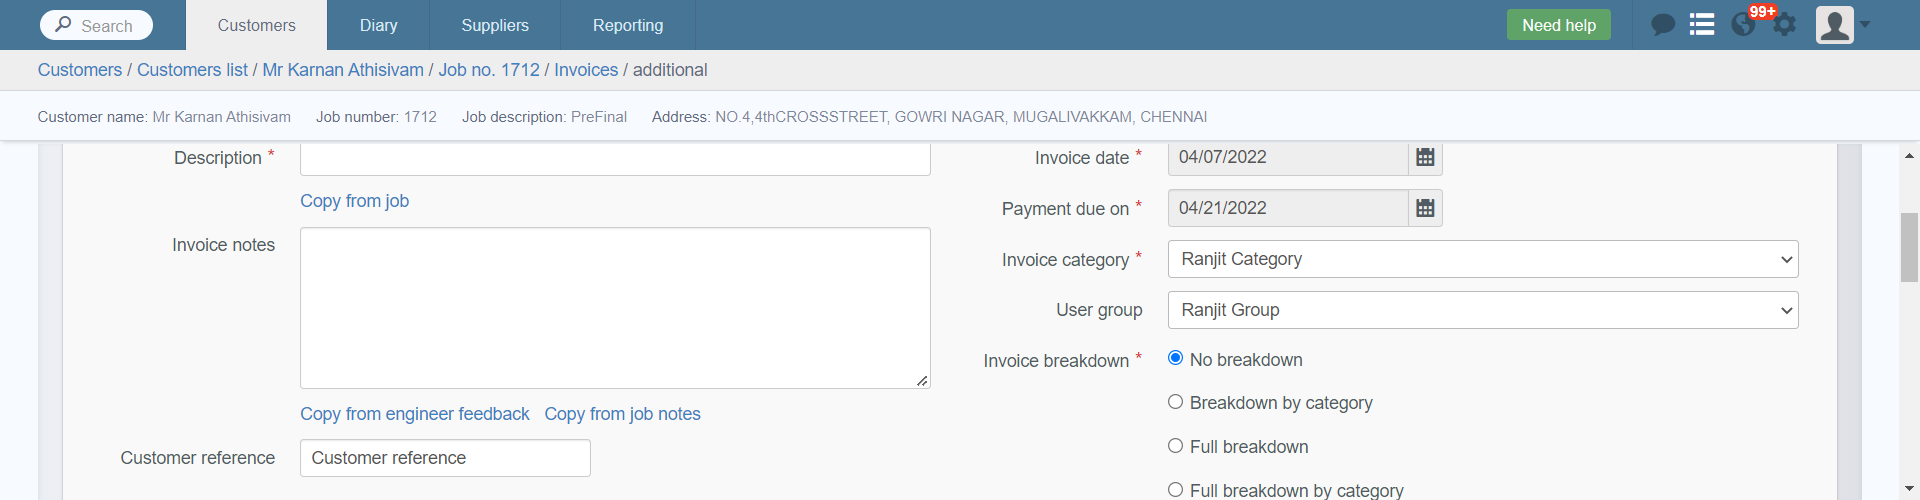 Search Customers Diary Suppliers Reporting Need help 99+
Customers / Customers list / Mr Karnan Athisivam / Job no. 1712 / Invoices / additional
Customer name: Mr Karnan Athisivam Job number: 1712 Job description: PreFinal Address: NO.4,4thCROSSSTREET, GOWRI NAGAR, MUGALIVAKKAM, CHENNAI
Description *
Copy from job
Invoice notes
Copy from engineer feedback Copy from job notes
Customer reference Customer reference
Invoice date * 04/07/2022
Payment due on * 04/21/2022
Invoice category * Ranjit Category
User group Ranjit Group
Invoice breakdown * No breakdown
Breakdown by category
Full breakdown
Full breakdown by category